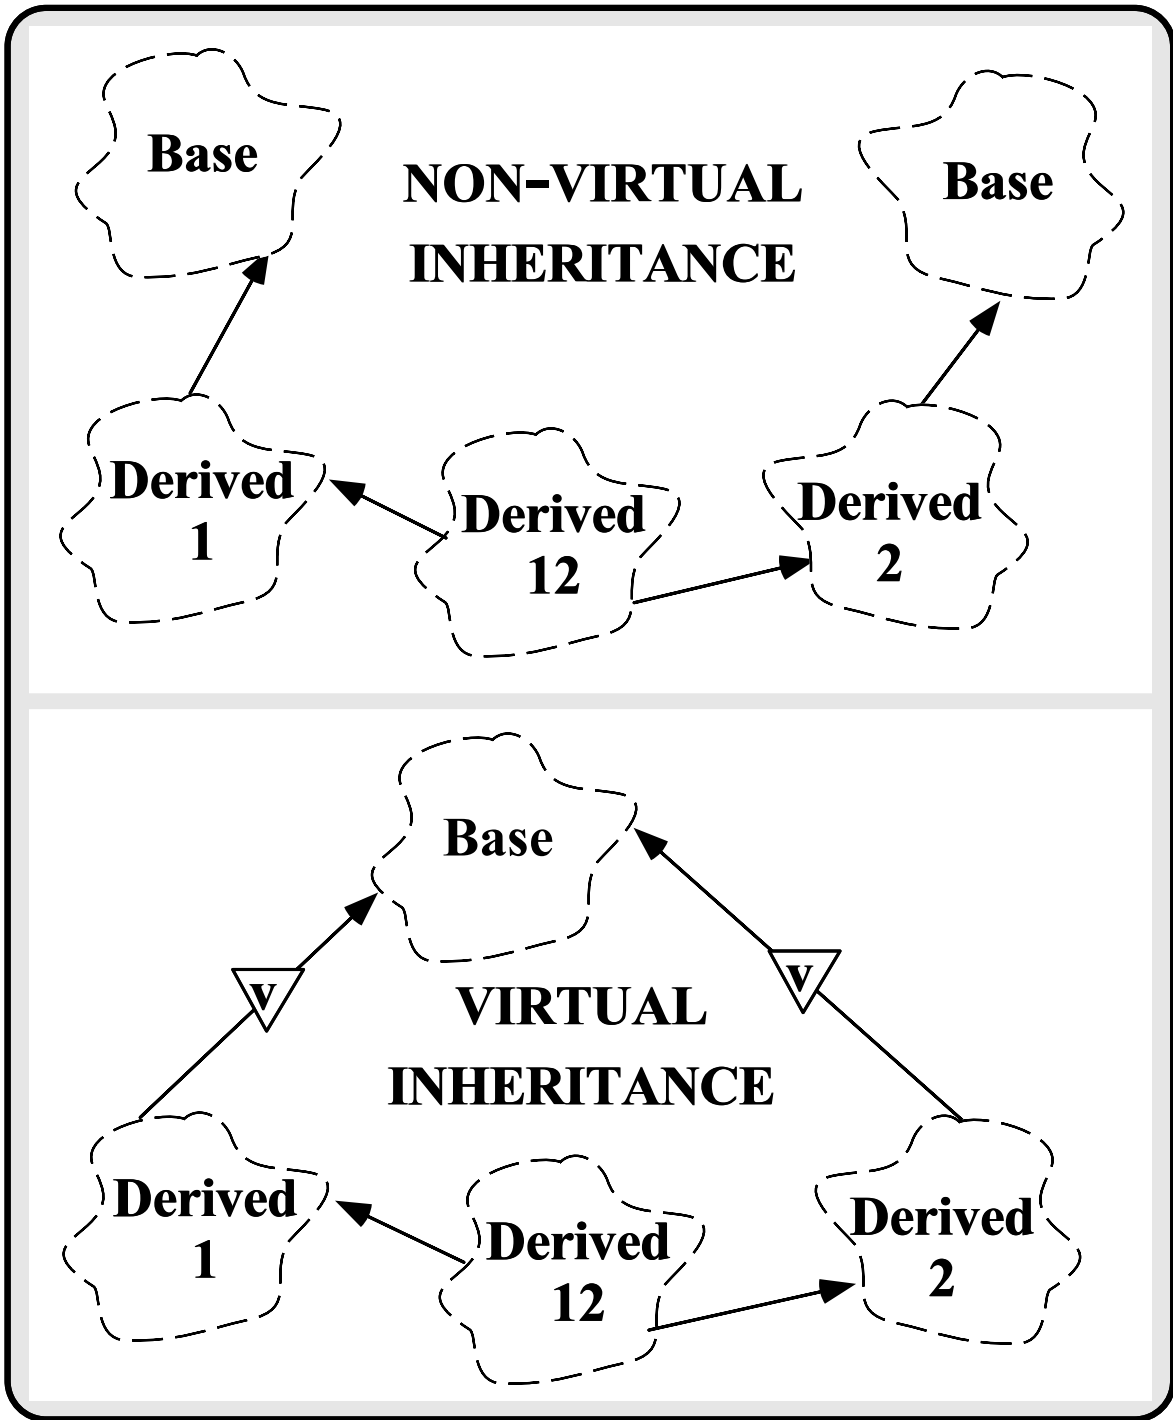 Base
NON-VIRTUAL
INHERITANCE
Base
Derived
1
Derived
12
Derived
2
Base
v
v
VIRTUAL
INHERITANCE
Derived
1
Derived
12
Derived
2